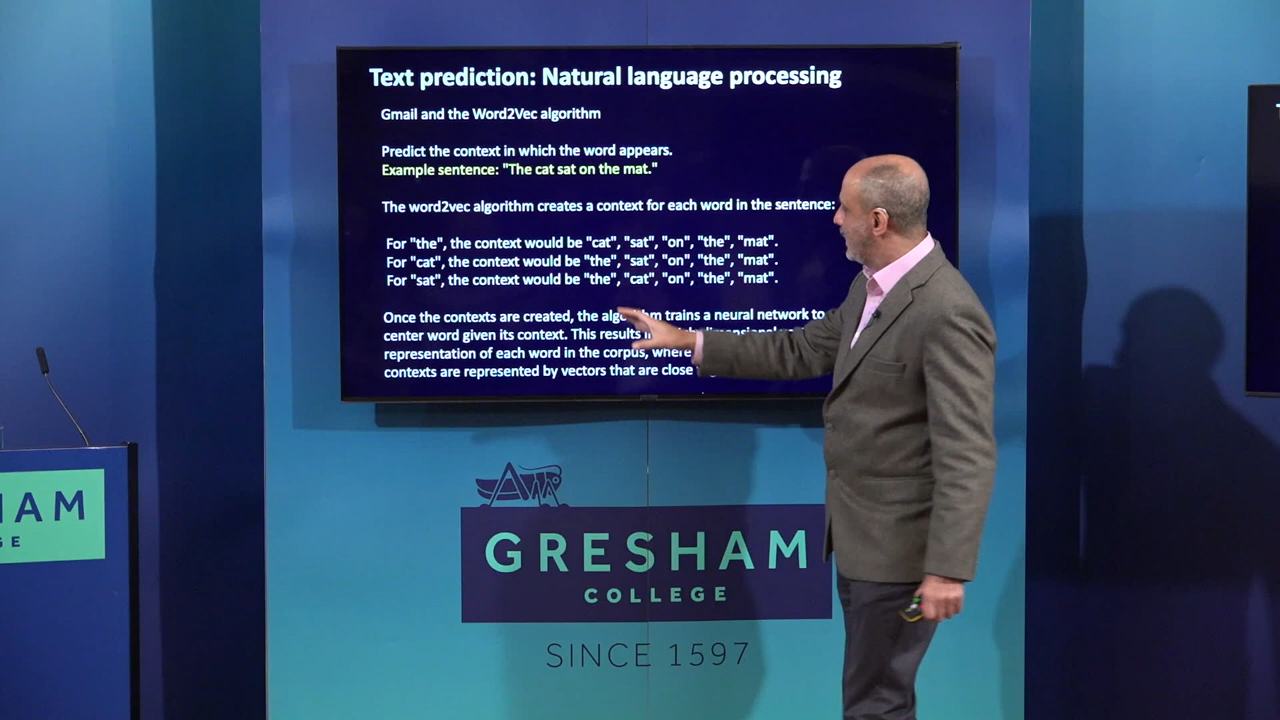 Text prediction: Natural language processing
Gmail and the Word2Vec algorithm
Predict the context in which the word appears.
Example sentence: "The cat sat on the mat."
The word2vec algorithm creates a context for each word in the sentence:
For "the", the context would be "cat", "sat", "on", "the", "mat".
For "cat", the context would be "the", "sat", "on", "the", "mat".
For "sat", the context would be "the", "cat", "on", "the", "mat".
Once the contexts are created, the trains a neural network to
center word given its context. This results
representation of each word in the corpus, where
contexts are represented by vectors that are close
GRESHAM
COLLEGE
SINCE 1597